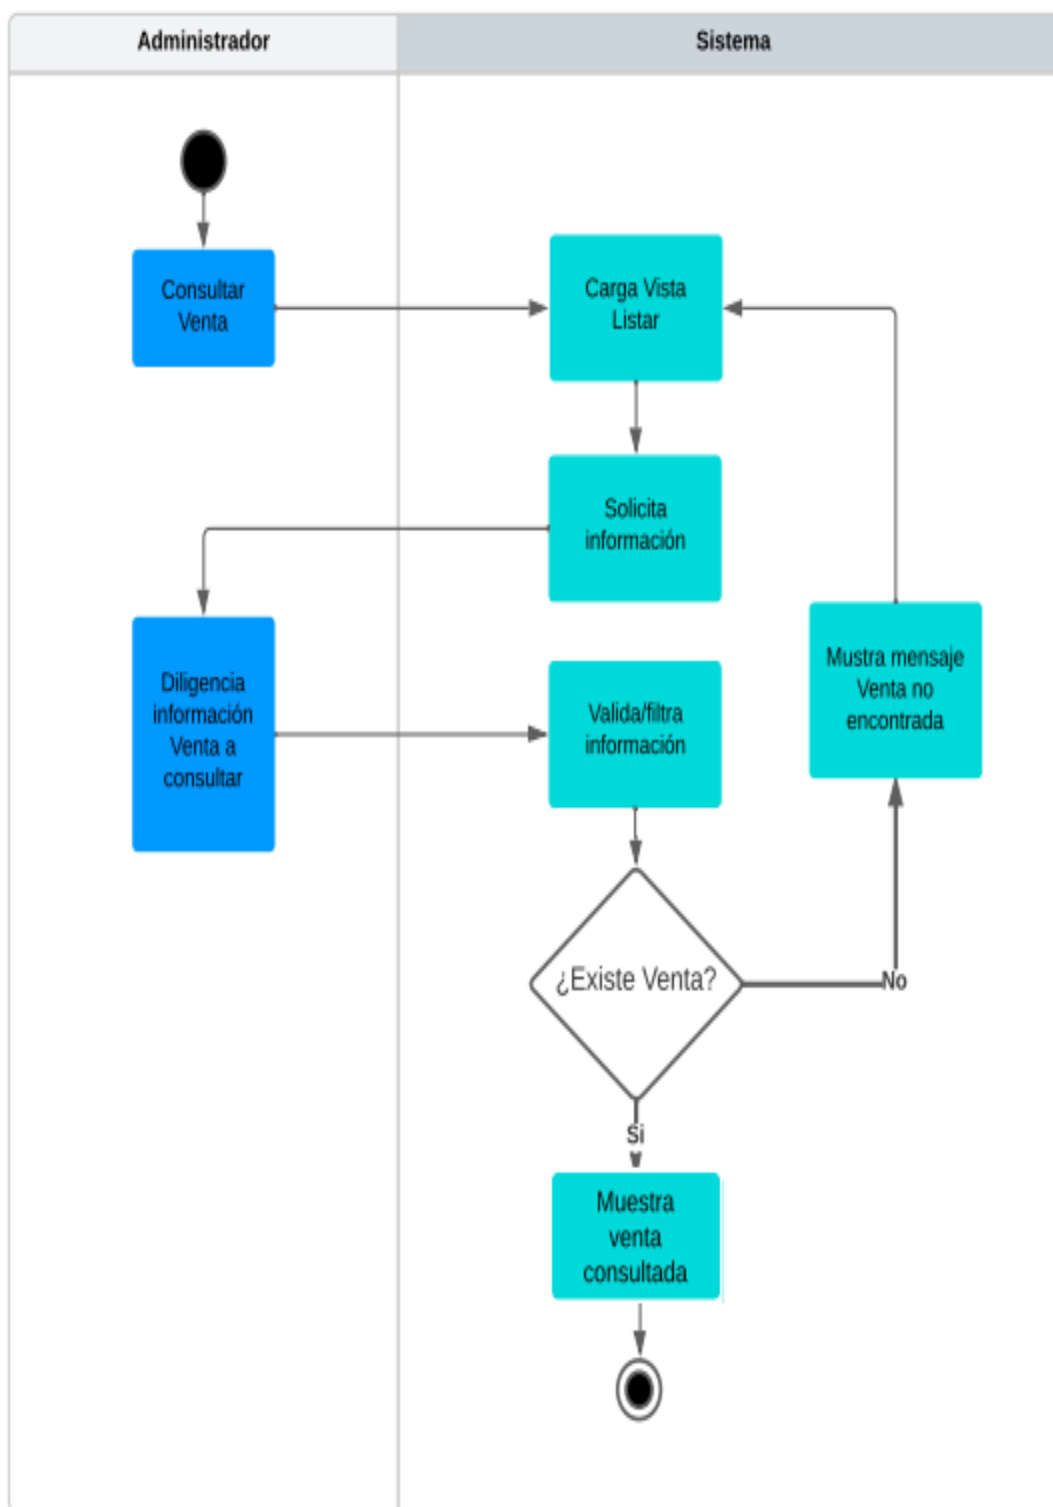 Administrador
Sistema
Consultar
Venta
Carga Vista
Listar
Solicita
información
Diligencia
información
Venta a
consultar
Valida/filtra
información
Mustra mensaje
Venta no
encontrada
¿Existe Venta?
No
Si
Muestra
venta
consultada